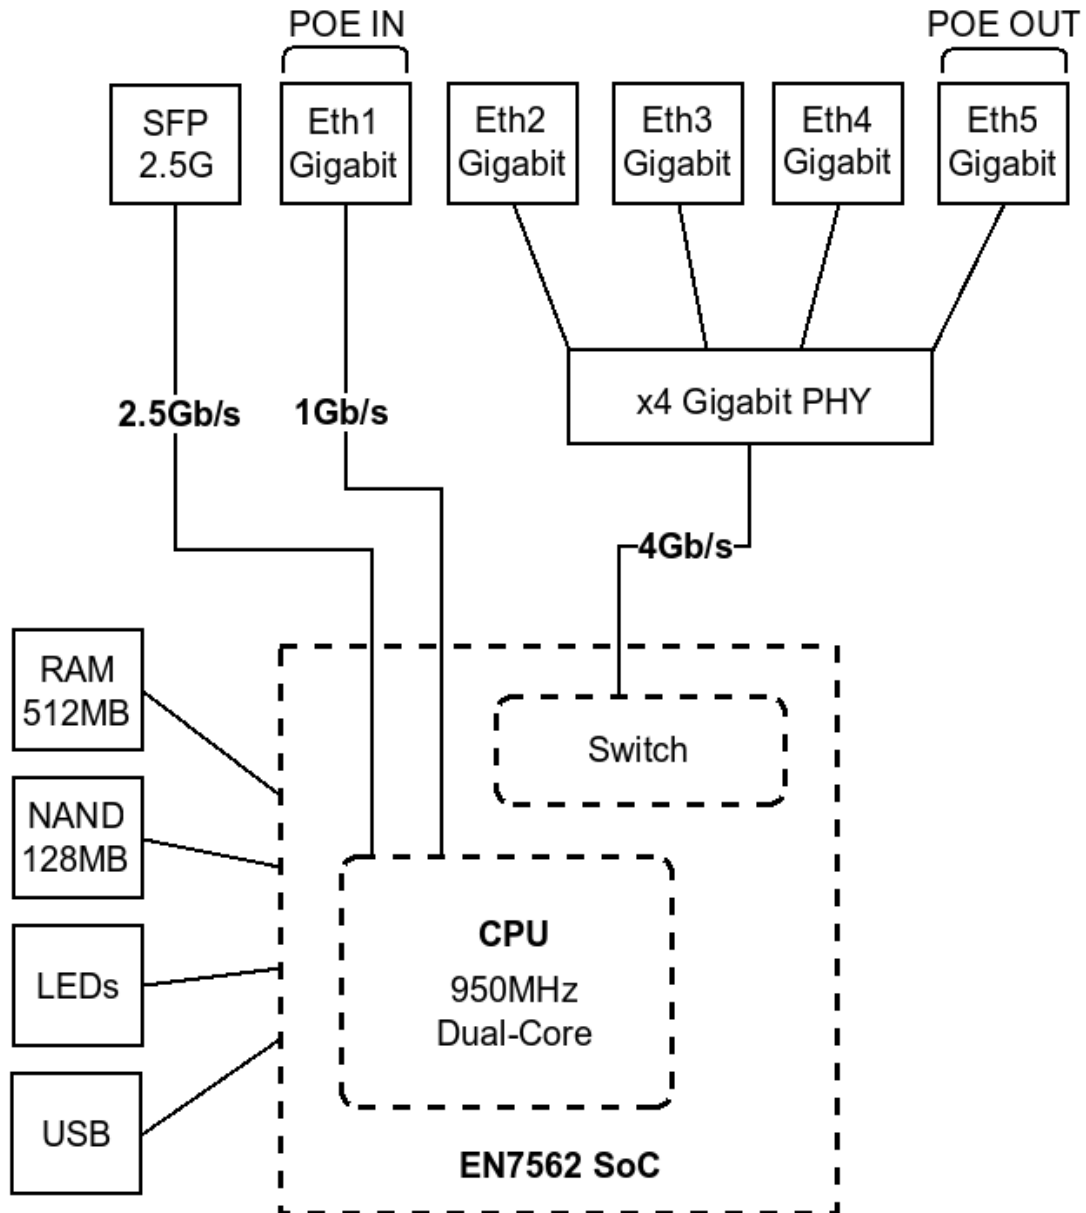 POE IN
POE OUT
SFP
2.5G
Eth1
Gigabit
Eth2
Gigabit
Eth3
Gigabit
Eth4
Gigabit
Eth5
Gigabit
x4 Gigabit PHY
2.5Gb/s
1Gb/s
4Gb/s
RAM
512MB
NAND
128MB
LEDs
USB
Switch
CPU
950MHz
Dual-Core
EN7562 SoC